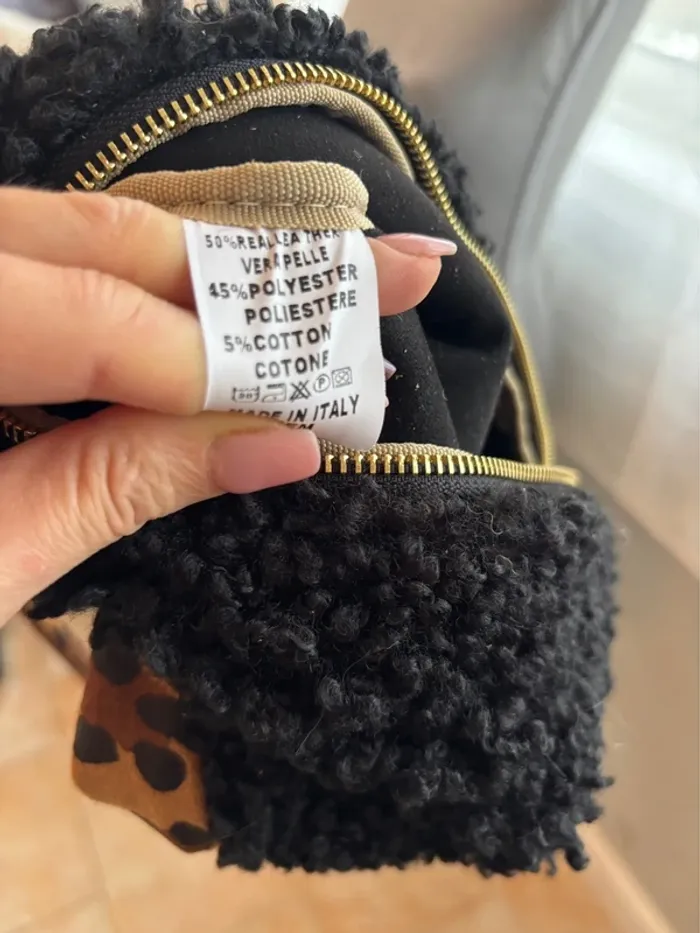 50%REAL LEATHER
VERA PELLE
45%POLYESTER
POLIESTERE
5%COTTON
COTONE
MADE IN ITALY